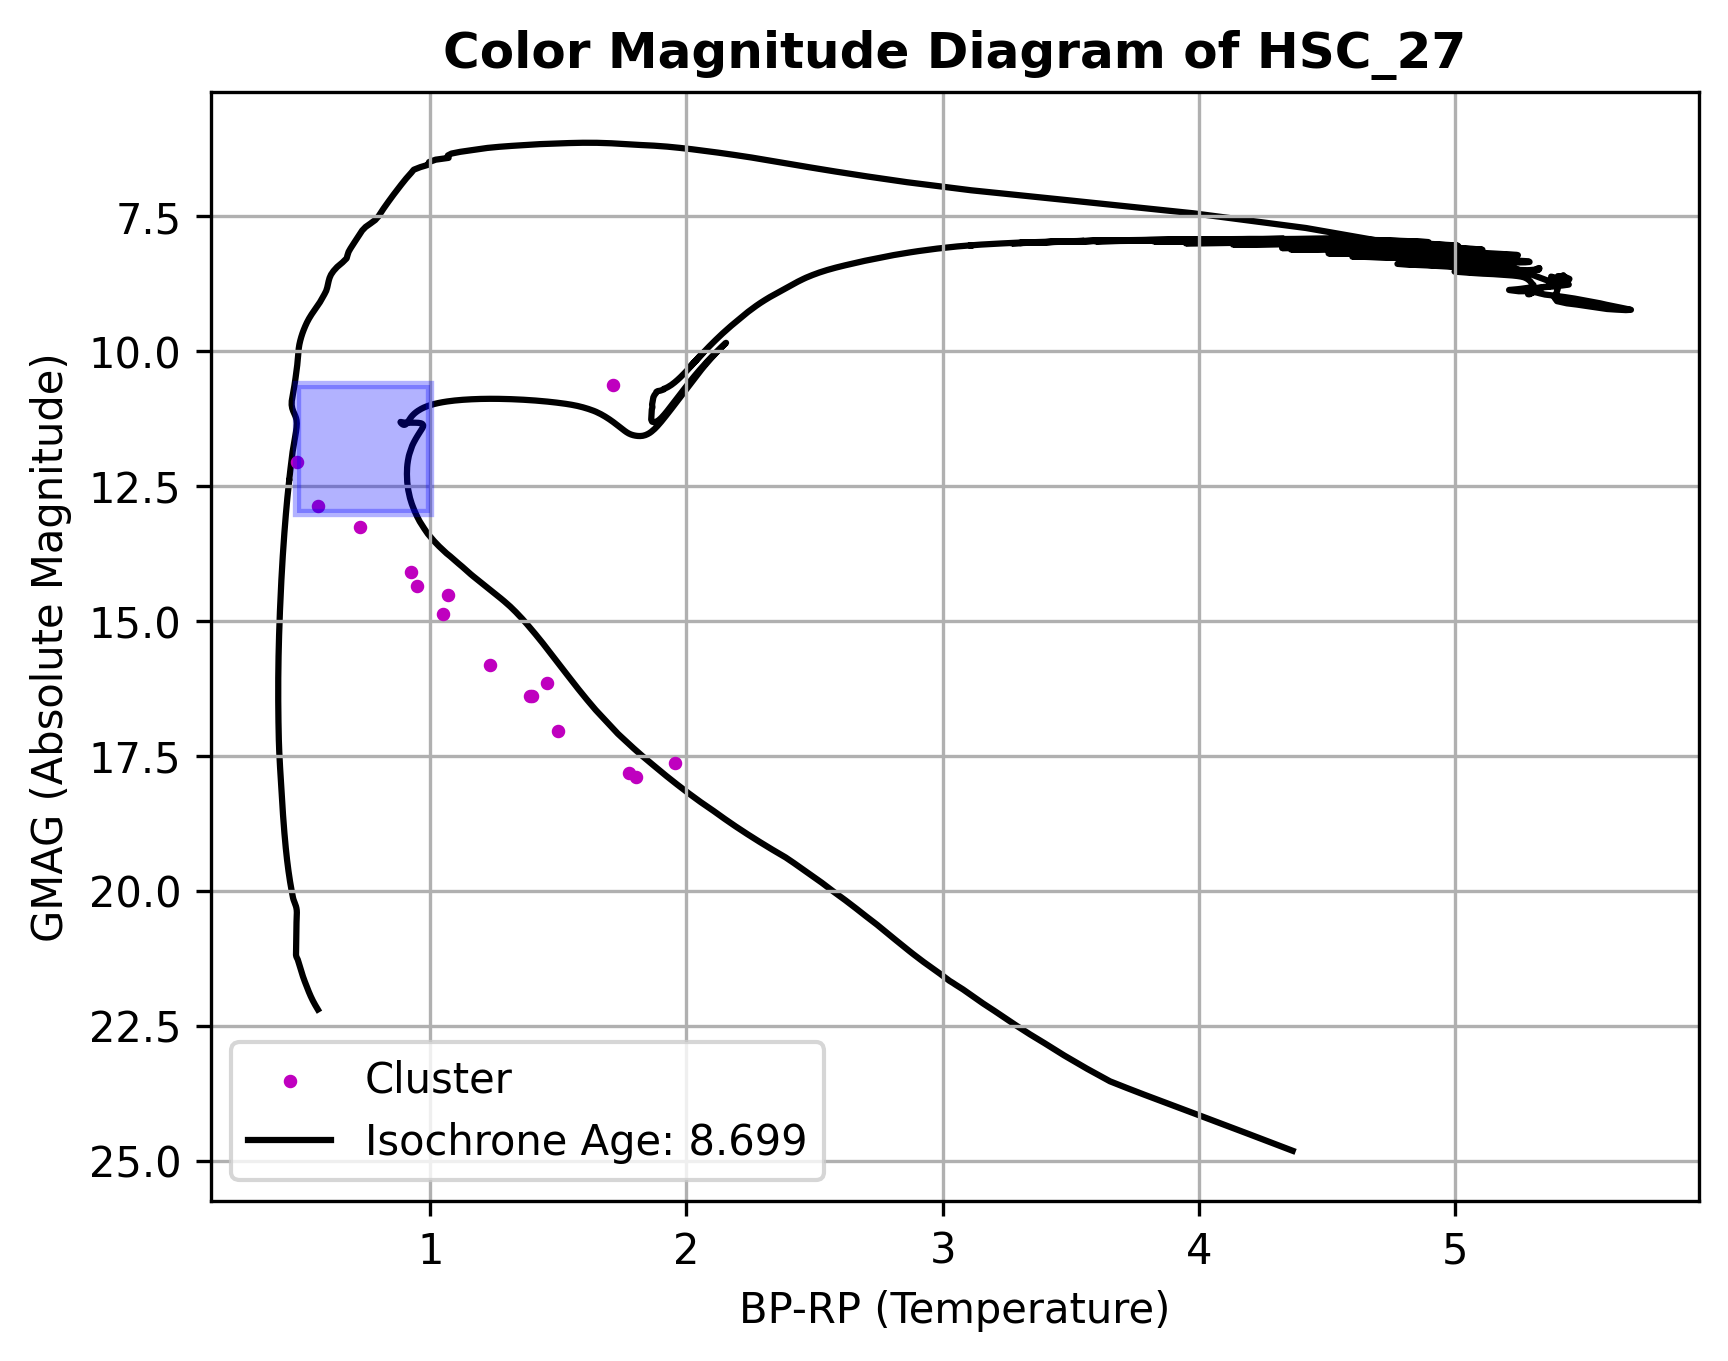 Color Magnitude Diagram of HSC_27
7.5
10.0
12.5
15.0
17.5
20.0
22.5
25.0
GMAG (Absolute Magnitude)
Cluster
Isochrone Age: 8.699
1
2
3
4
5
BP-RP (Temperature)